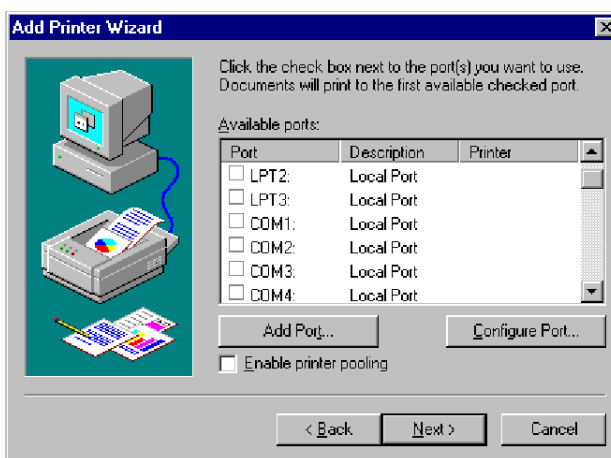 Add Printer Wizard
Click the check box next to the port(s) you want to use.
Documents will print to the first available checked port.
Available ports:
Port Description Printer
LPT2: Local Port
LPT3: Local Port
COM1: Local Port
COM2: Local Port
COM3: Local Port
COM4: Local Port
Add Port... Configure Port...
Enable printer pooling
< Back Next > Cancel